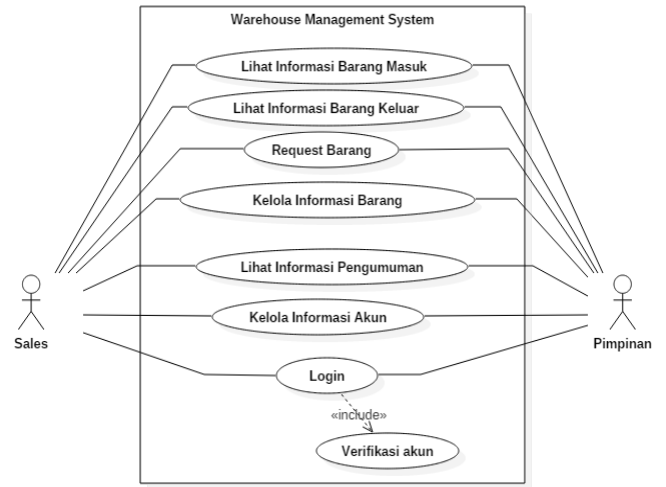 Warehouse Management System
Lihat Informasi Barang Masuk
Lihat Informasi Barang Keluar
Request Barang
Kelola Informasi Barang
Lihat Informasi Pengumuman
Kelola Informasi Akun
Sales
Pimpinan
Login
«include»
Verifikasi akun